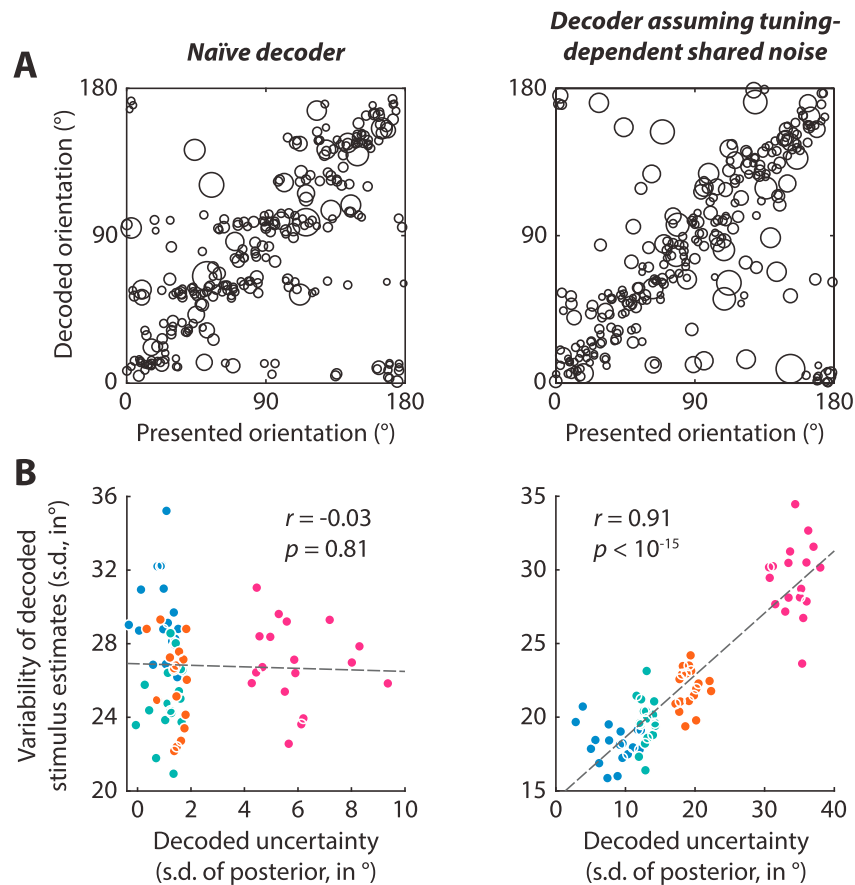 Naïve decoder
Decoder assuming tuning-
dependent shared noise
A
180
90
0
0
90
180
Decoded orientation (°)
Presented orientation (°)
180
90
0
0
90
180
Presented orientation (°)
B
36
32
28
24
20
0
2
4
6
8
10
Variability of decoded
stimulus estimates (s.d., in°)
r = -0.03
p = 0.81
Decoded uncertainty
(s.d. of posterior, in °)
35
30
25
20
15
0
10
20
30
40
r = 0.91
p < 10⁻¹⁵
Decoded uncertainty
(s.d. of posterior, in °)